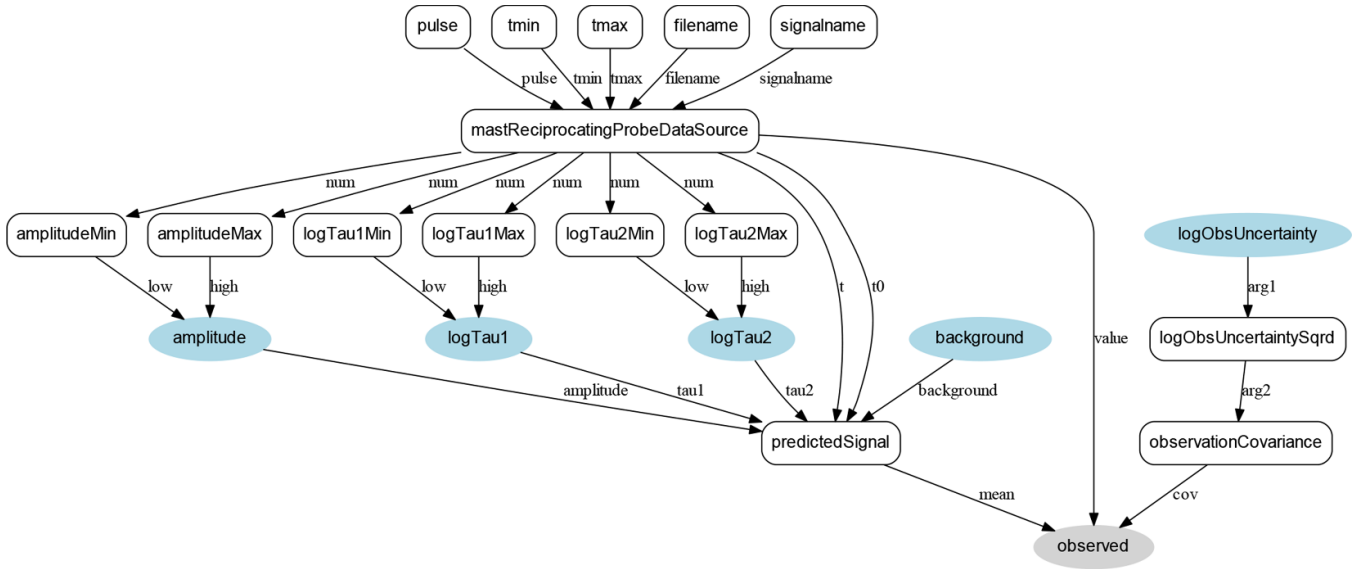 pulse
tmin
tmax
filename
signalname
pulse
tmin
tmax
filename
signalname
mastReciprocatingProbeDataSource
num
num
num
num
num
num
amplitudeMin
amplitudeMax
logTau1Min
logTau1Max
logTau2Min
logTau2Max
logObsUncertainty
low
high
low
high
low
high
t
t0
arg1
amplitude
logTau1
logTau2
background
value
logObsUncertaintySqrd
amplitude
tau1
tau2
background
arg2
predictedSignal
observationCovariance
mean
cov
observed